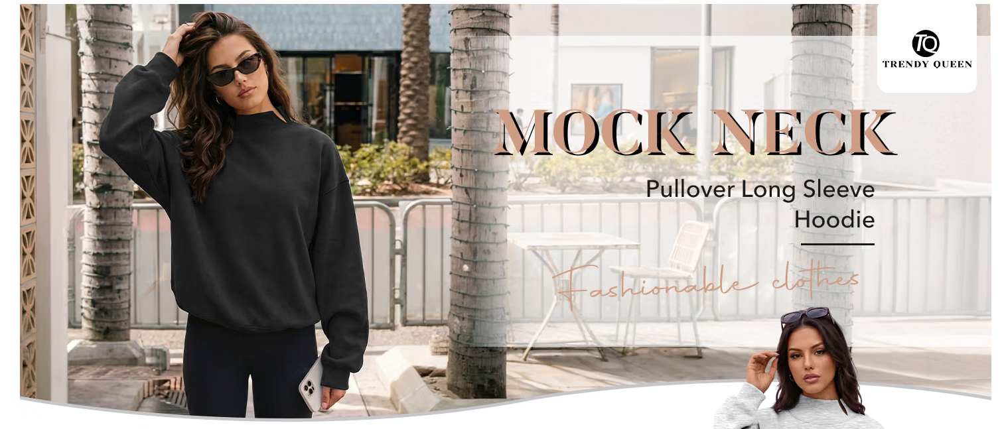 TQ
TRENDY QUEEN
MOCK NECK
Pullover Long Sleeve
Hoodie
Fashionable clothes